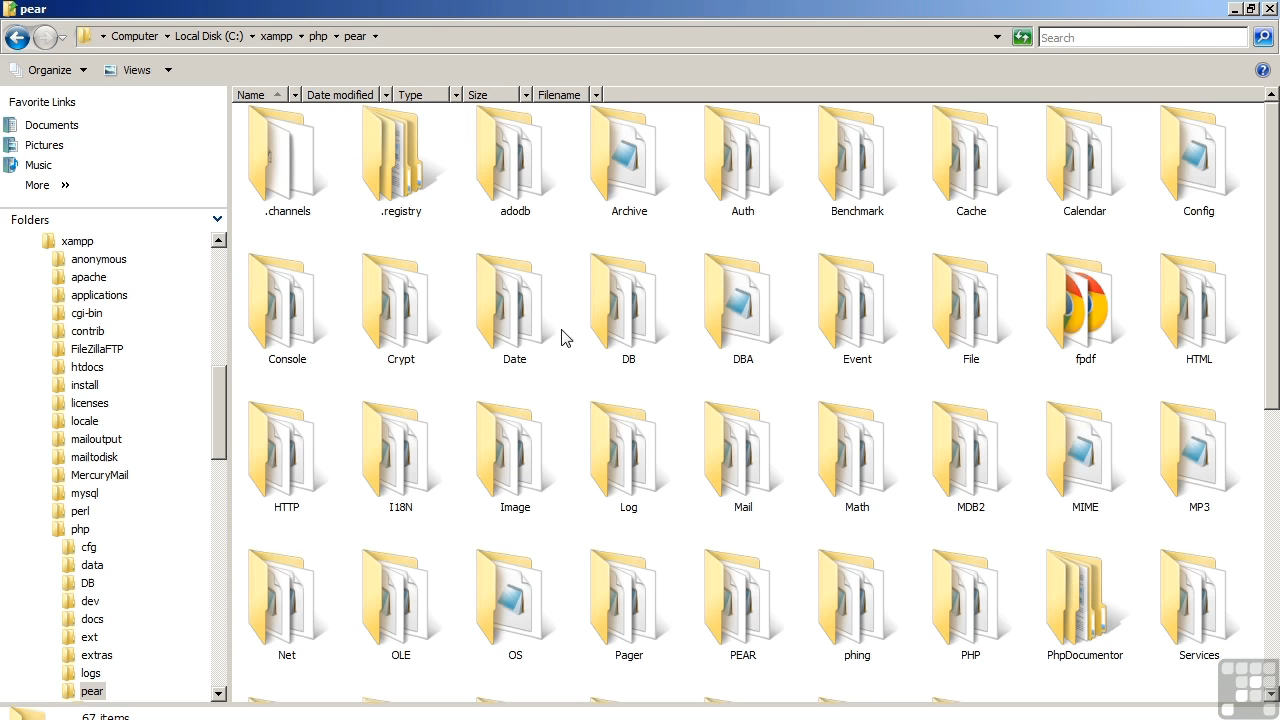 pear
Computer Local Disk (C:) xampp php pear
Search
Organize Views
Favorite Links
Documents
Pictures
Music
More »
Folders
xampp
anonymous
apache
applications
cgi-bin
contrib
FileZillaFTP
htdocs
install
licenses
locale
mailoutput
mailtodisk
MercuryMail
mysql
perl
php
cfg
data
DB
dev
docs
ext
extras
logs
pear
Name Date modified Type Size Filename
.channels .registry adodb Archive Auth Benchmark Cache Calendar Config
Console Crypt Date DB DBA Event File fpdf HTML
HTTP I18N Image Log Mail Math MDB2 MIME MP3
Net OLE OS Pager PEAR phing PHP PhpDocumentor Services
67 items